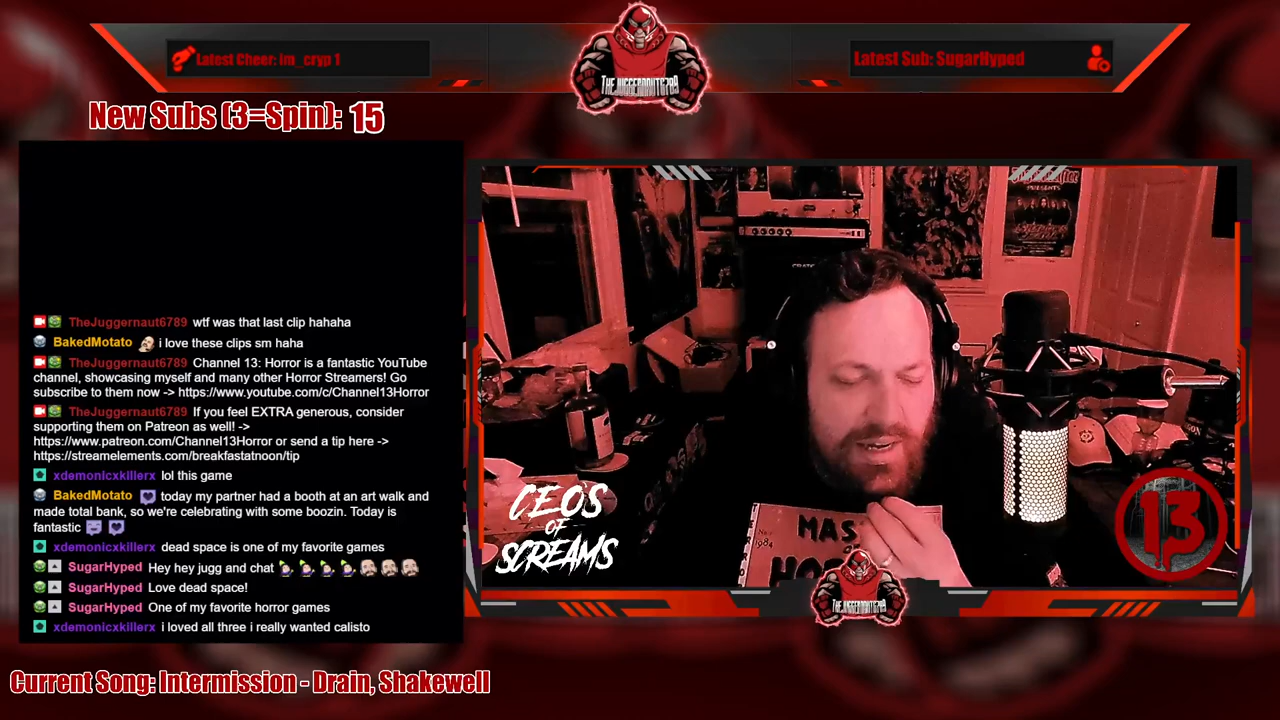 Latest Cheer: im_cryp 1
THEJUGGERNAUT6789
Latest Sub: SugarHyped
New Subs (3=Spin): 15
TheJuggernaut6789 wtf was that last clip hahaha
BakedMotato i love these clips sm haha
TheJuggernaut6789 Channel 13: Horror is a fantastic YouTube
channel, showcasing myself and many other Horror Streamers! Go
subscribe to them now -> https://www.youtube.com/c/Channel13Horror
TheJuggernaut6789 If you feel EXTRA generous, consider
supporting them on Patreon as well! ->
https://www.patreon.com/Channel13Horror or send a tip here ->
https://streamelements.com/breakfastatnoon/tip
xdemonicxkillerx lol this game
BakedMotato today my partner had a booth at an art walk and
made total bank, so we're celebrating with some boozin. Today is
fantastic
xdemonicxkillerx dead space is one of my favorite games
SugarHyped Hey hey jugg and chat
SugarHyped Love dead space!
SugarHyped One of my favorite horror games
xdemonicxkillerx i loved all three i really wanted calisto
PRESENTS
CEOS
OF
SCREAMS
MAS
1984
HO
13
THEJUGGERNAUT6789
Current Song: Intermission - Drain, Shakewell